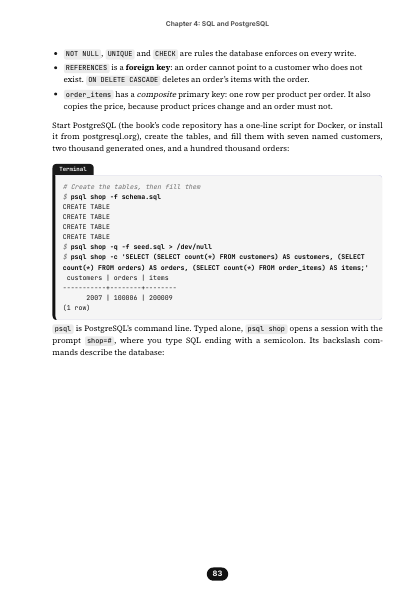 Chapter 4: SQL and PostgreSQL
• NOT NULL, UNIQUE and CHECK are rules the database enforces on every write.
• REFERENCES is a foreign key: an order cannot point to a customer who does not
exist. ON DELETE CASCADE deletes an order's items with the order.
• order_items has a composite primary key: one row per product per order. It also
copies the price, because product prices change and an order must not.
Start PostgreSQL (the book's code repository has a one-line script for Docker, or install
it from postgresql.org), create the tables, and fill them with seven named customers,
two thousand generated ones, and a hundred thousand orders:
Terminal
# Create the tables, then fill them
$ psql shop -f schema.sql
CREATE TABLE
CREATE TABLE
CREATE TABLE
CREATE TABLE
$ psql shop -q -f seed.sql > /dev/null
$ psql shop -c 'SELECT (SELECT count(*) FROM customers) AS customers, (SELECT
count(*) FROM orders) AS orders, (SELECT count(*) FROM order_items) AS items;'
customers | orders | items
-----------+--------+--------
2007 | 100006 | 200009
(1 row)
psql is PostgreSQL's command line. Typed alone, psql shop opens a session with the
prompt shop=#, where you type SQL ending with a semicolon. Its backslash com-
mands describe the database:
83